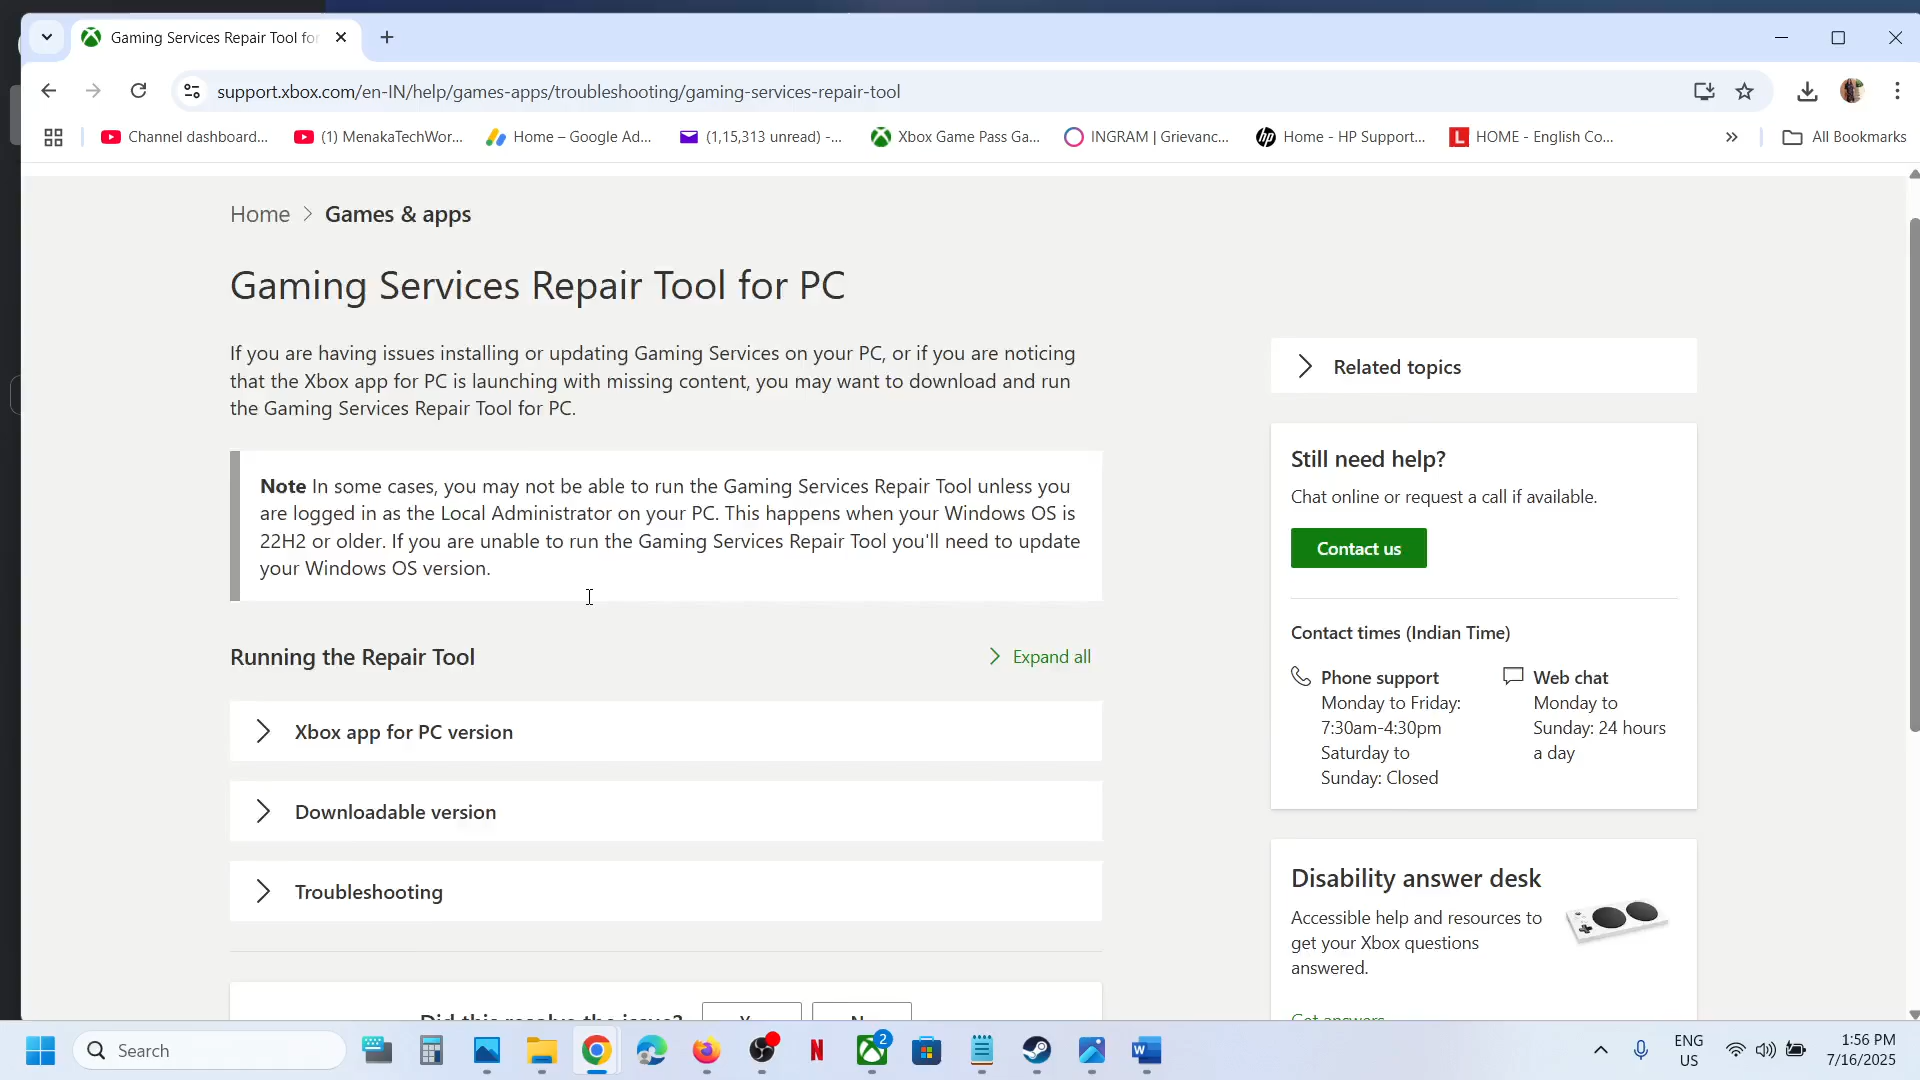 Gaming Services Repair Tool for
support.xbox.com/en-IN/help/games-apps/troubleshooting/gaming-services-repair-tool
Channel dashboard...
(1) MenakaTechWor...
Home – Google Ad...
(1,15,313 unread) -...
Xbox Game Pass Ga...
INGRAM | Grievanc...
Home - HP Support...
HOME - English Co...
All Bookmarks
Home > Games & apps
Gaming Services Repair Tool for PC
If you are having issues installing or updating Gaming Services on your PC, or if you are noticing
that the Xbox app for PC is launching with missing content, you may want to download and run
the Gaming Services Repair Tool for PC.
Note In some cases, you may not be able to run the Gaming Services Repair Tool unless you
are logged in as the Local Administrator on your PC. This happens when your Windows OS is
22H2 or older. If you are unable to run the Gaming Services Repair Tool you'll need to update
your Windows OS version.
Running the Repair Tool
Expand all
Xbox app for PC version
Downloadable version
Troubleshooting
Did this resolve the issue?
Related topics
Still need help?
Chat online or request a call if available.
Contact us
Contact times (Indian Time)
Phone support
Monday to Friday:
7:30am-4:30pm
Saturday to
Sunday: Closed
Web chat
Monday to
Sunday: 24 hours
a day
Disability answer desk
Accessible help and resources to
get your Xbox questions
answered.
Get answers
Search
2
ENG
US
1:56 PM
7/16/2025